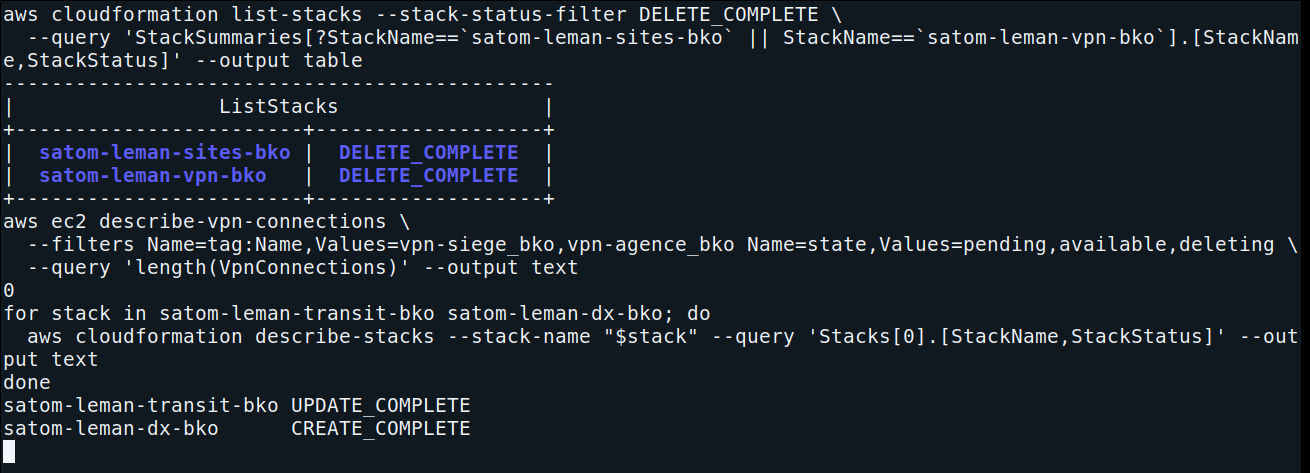 aws cloudformation list-stacks --stack-status-filter DELETE_COMPLETE \
  --query 'StackSummaries[?StackName==`satom-leman-sites-bko` || StackName==`satom-leman-vpn-bko`].[StackNam
e,StackStatus]' --output table
----------------------------------------------
|                  ListStacks                 |
+------------------------+--------------------+
|  satom-leman-sites-bko |  DELETE_COMPLETE  |
|  satom-leman-vpn-bko   |  DELETE_COMPLETE  |
+------------------------+--------------------+
aws ec2 describe-vpn-connections \
  --filters Name=tag:Name,Values=vpn-siege_bko,vpn-agence_bko Name=state,Values=pending,available,deleting \
  --query 'length(VpnConnections)' --output text
0
for stack in satom-leman-transit-bko satom-leman-dx-bko; do
  aws cloudformation describe-stacks --stack-name "$stack" --query 'Stacks[0].[StackName,StackStatus]' --out
put text
done
satom-leman-transit-bko UPDATE_COMPLETE
satom-leman-dx-bko      CREATE_COMPLETE